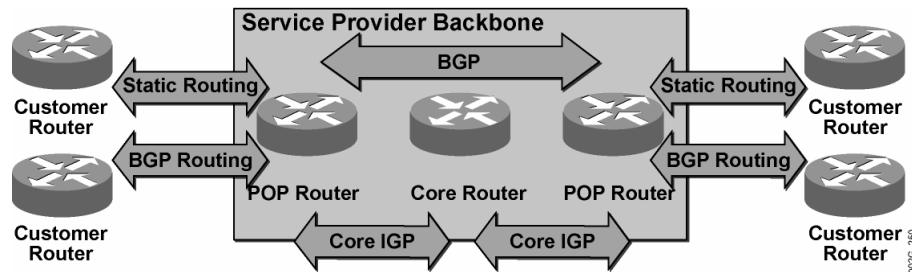 Service Provider Backbone
BGP
Static Routing
Static Routing
Customer
Router
Customer
Router
BGP Routing
BGP Routing
POP Router
Core Router
POP Router
Customer
Router
Core IGP
Core IGP
Customer
Router